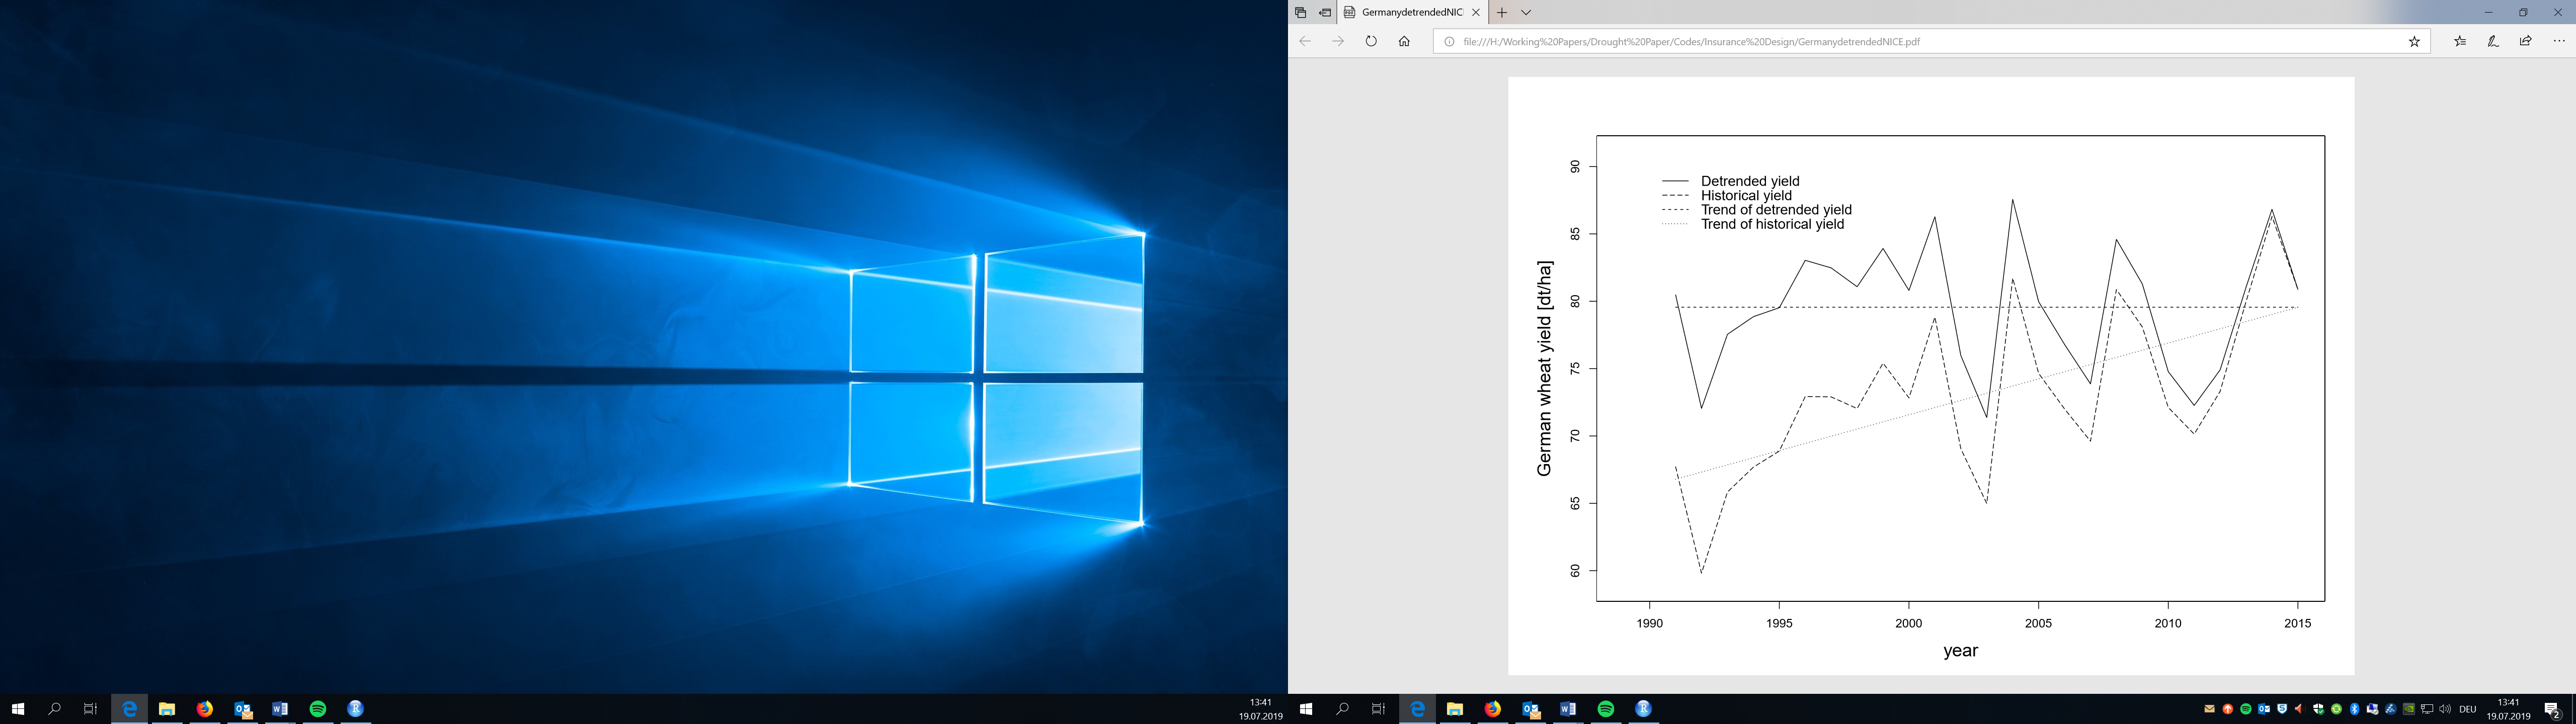 GermanydetrendedNIC
file:///H:/Working%20Papers/Drought%20Paper/Codes/Insurance%20Design/GermanydetrendedNICE.pdf
Detrended yield
Historical yield
Trend of detrended yield
Trend of historical yield
German wheat yield [dt/ha]
90
85
80
75
70
65
60
1990
1995
2000
2005
2010
2015
year
13:41
19.07.2019
DEU
13:41
19.07.2019
2